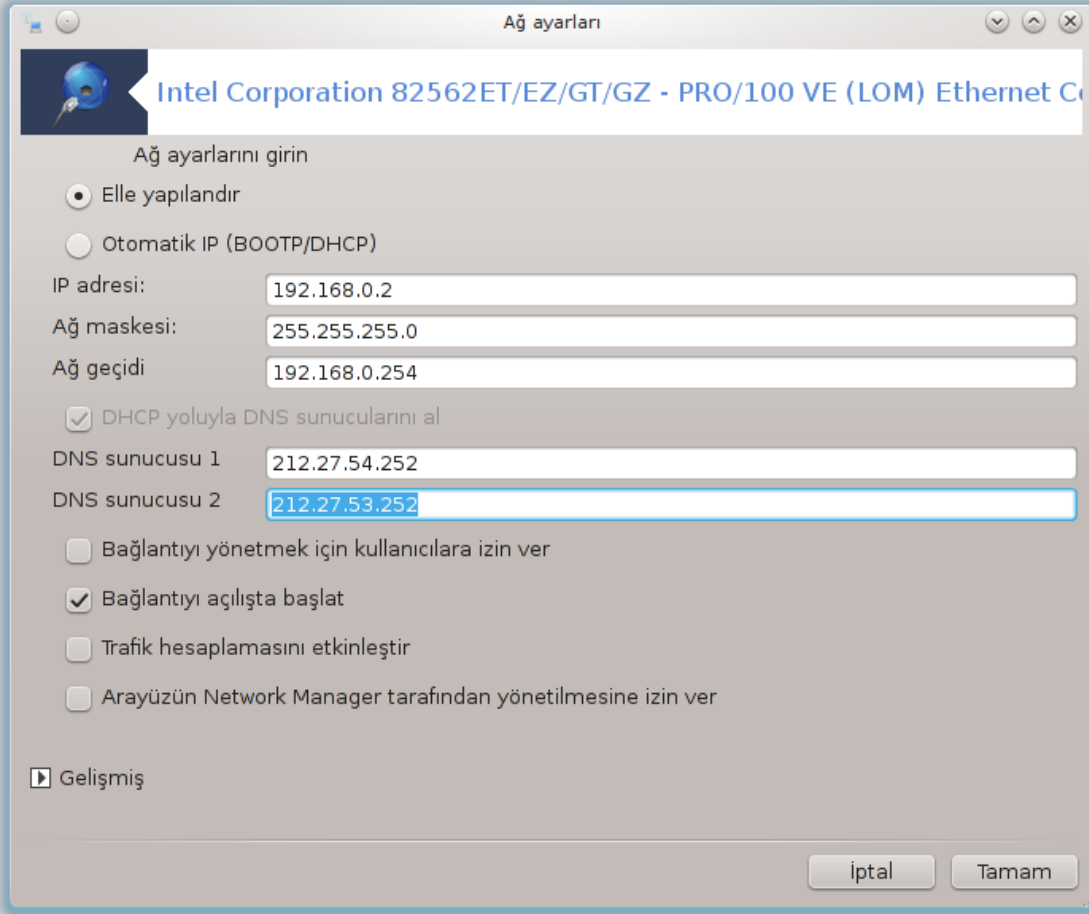 Ağ ayarları
Intel Corporation 82562ET/EZ/GT/GZ - PRO/100 VE (LOM) Ethernet
Ağ ayarlarını girin
Elle yapılandır
Otomatik IP (BOOTP/DHCP)
IP adresi: 192.168.0.2
Ağ maskesi: 255.255.255.0
Ağ geçidi 192.168.0.254
DHCP yoluyla DNS sunucularını al
DNS sunucusu 1 212.27.54.252
DNS sunucusu 2 212.27.53.252
Bağlantıyı yönetmek için kullanıcılara izin ver
Bağlantıyı açılışta başlat
Trafik hesaplamasını etkinleştir
Arayüzün Network Manager tarafından yönetilmesine izin ver
Gelişmiş
İptal Tamam